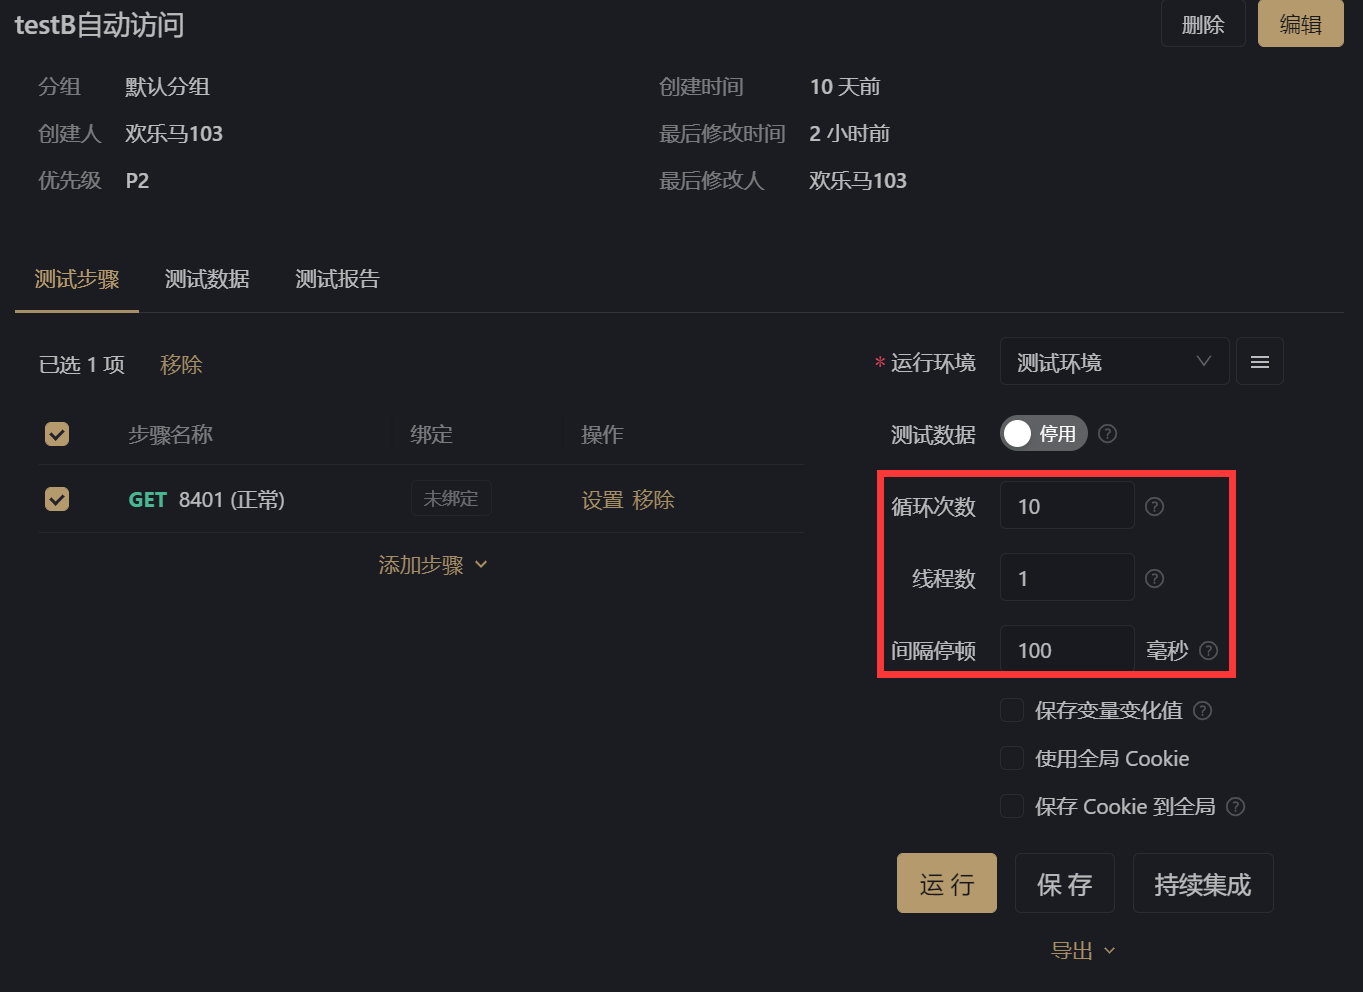 testB自动访问
删除 编辑
分组 默认分组 创建时间 10 天前
创建人 欢乐马103 最后修改时间 2 小时前
优先级 P2 最后修改人 欢乐马103
测试步骤 测试数据 测试报告
已选 1 项 移除 * 运行环境 测试环境
步骤名称 绑定 操作 测试数据 停用 ?
GET 8401 (正常) 未绑定 设置 移除 循环次数 10 ?
添加步骤 线程数 1 ?
间隔停顿 100 毫秒 ?
保存变量变化值 ?
使用全局 Cookie
保存 Cookie 到全局 ?
运 行 保 存 持续集成
导出